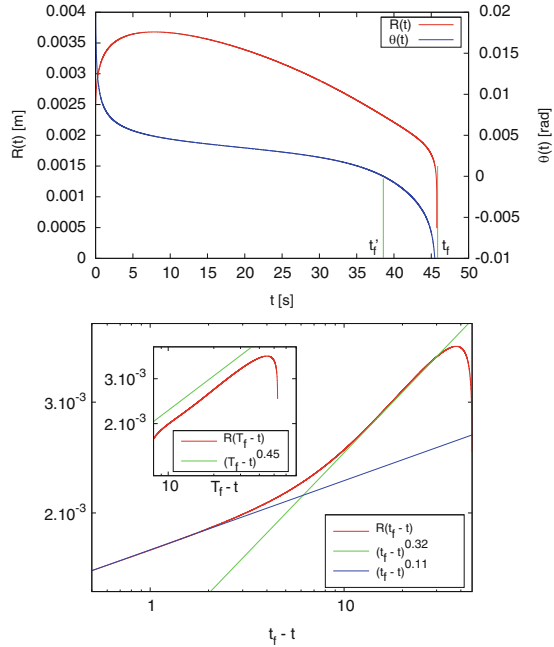 0.004
0.0035
0.003
0.0025
0.002
0.0015
0.001
0.0005
0
R(t) [m]
0.02
0.015
0.01
0.005
0
-0.005
-0.01
θ(t) [rad]
R(t)
θ(t)
t_f'
t_f
0 5 10 15 20 25 30 35 40 45 50
t [s]
3.10^-3
2.10^-3
3.10^-3
2.10^-3
R(T_f - t)
(T_f - t)^0.45
10
T_f - t
R(t_f - t)
(t_f - t)^0.32
(t_f - t)^0.11
1 10
t_f - t